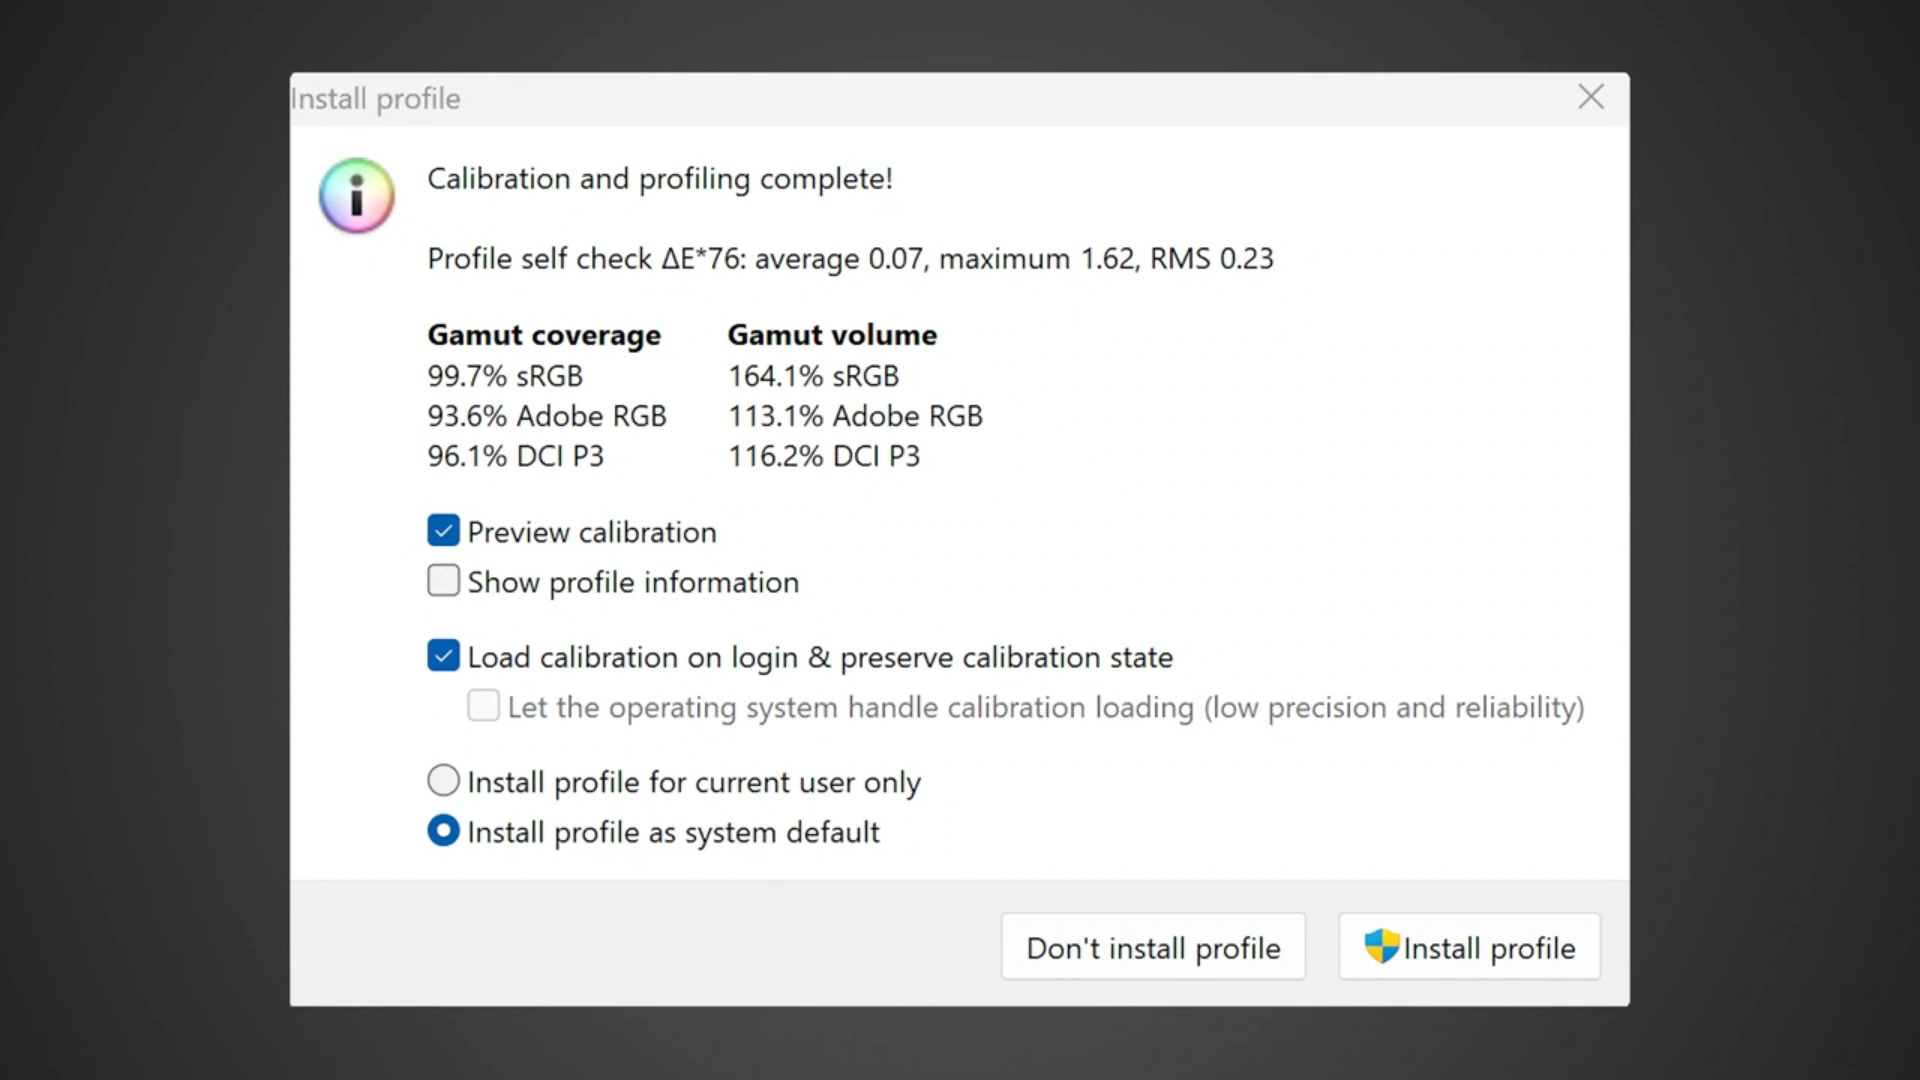 Install profile
Calibration and profiling complete!
Profile self check ΔE*76: average 0.07, maximum 1.62, RMS 0.23
Gamut coverage Gamut volume
99.7% sRGB 164.1% sRGB
93.6% Adobe RGB 113.1% Adobe RGB
96.1% DCI P3 116.2% DCI P3
Preview calibration
Show profile information
Load calibration on login & preserve calibration state
Let the operating system handle calibration loading (low precision and reliability)
Install profile for current user only
Install profile as system default
Don't install profile Install profile